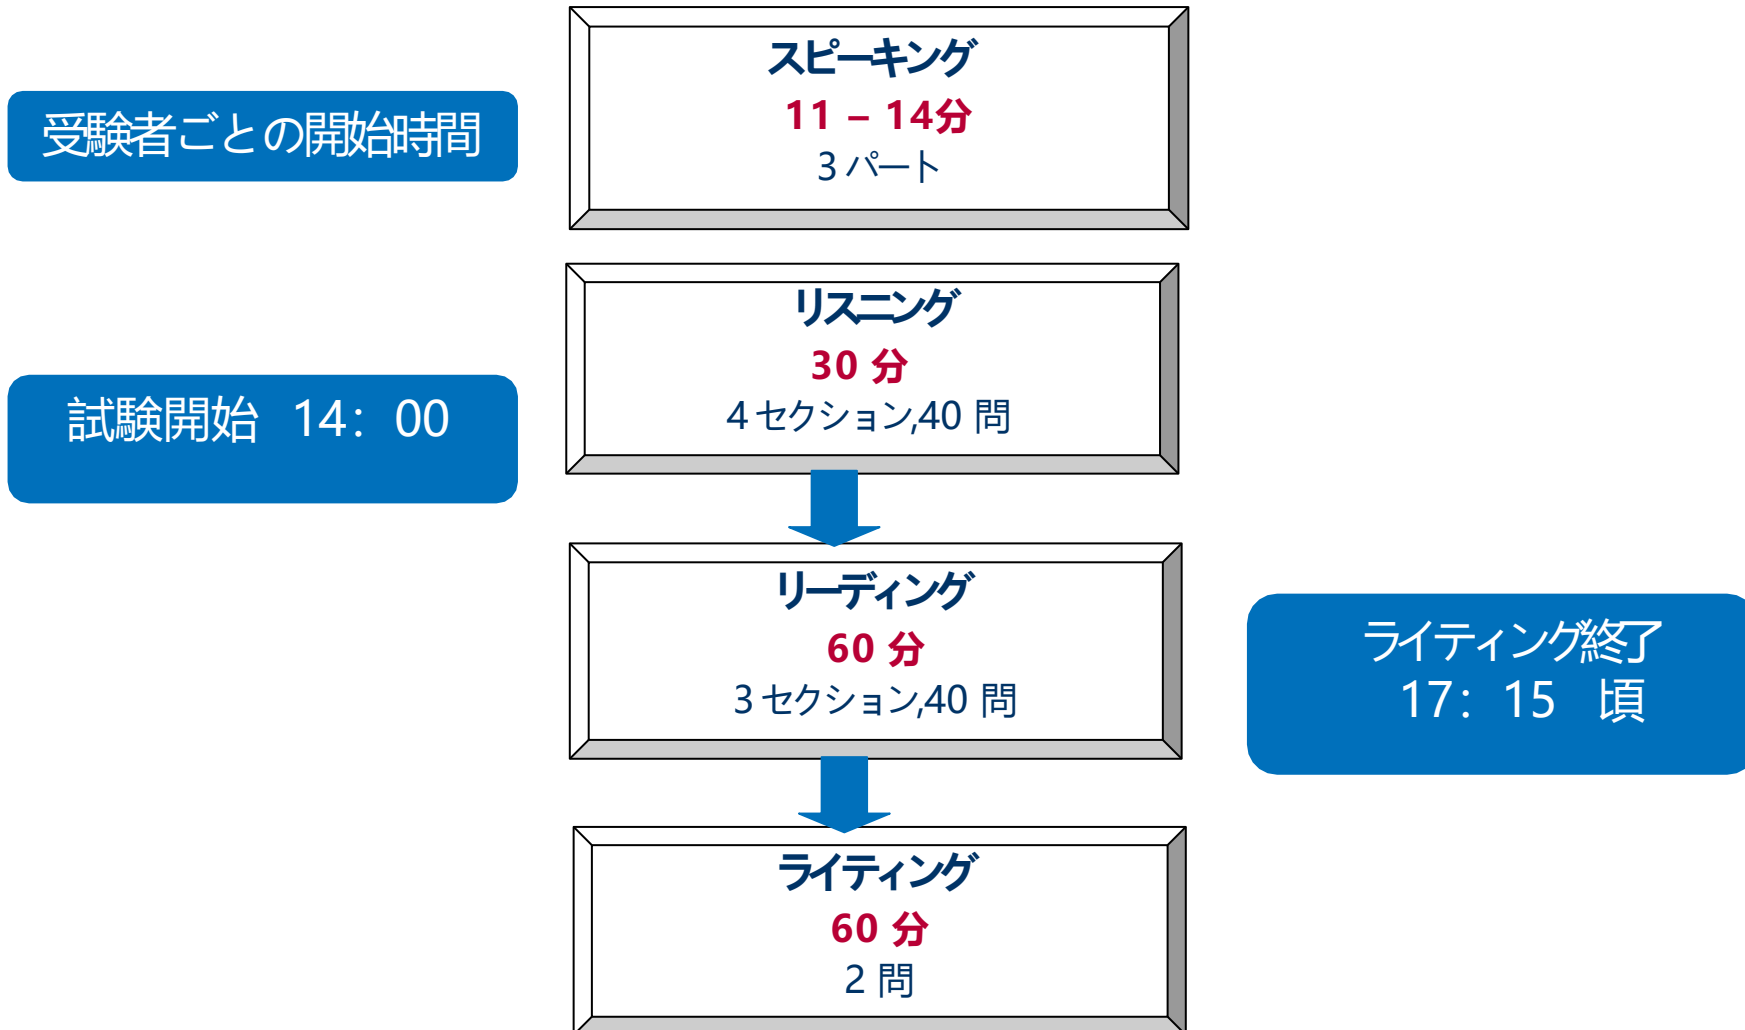 スピーキング
11 – 14分
3 パート
受験者ごとの開始時間
リスニング
30 分
4 セクション,40 問
試験開始 14: 00
リーディング
60 分
3 セクション,40 問
ライティング終了
17: 15 頃
ライティング
60 分
2 問